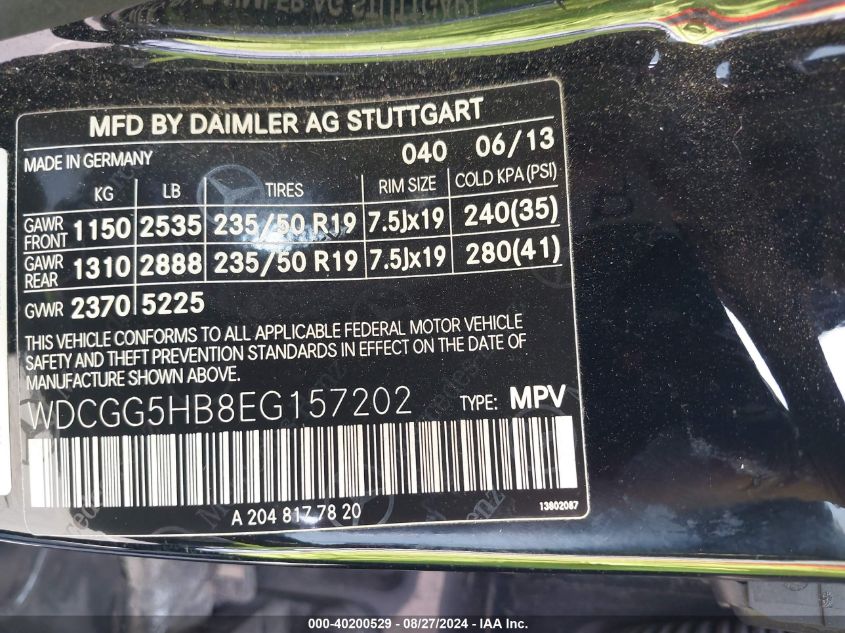 MFD BY DAIMLER AG STUTTGART
MADE IN GERMANY 040 06/13
KG LB TIRES RIM SIZE COLD KPA (PSI)
GAWR FRONT 1150 2535 235/50 R19 7.5Jx19 240(35)
GAWR REAR 1310 2888 235/50 R19 7.5Jx19 280(41)
GVWR 2370 5225
THIS VEHICLE CONFORMS TO ALL APPLICABLE FEDERAL MOTOR VEHICLE
SAFETY AND THEFT PREVENTION STANDARDS IN EFFECT ON THE DATE OF
MANUFACTURE SHOWN ABOVE.
WDCGG5HB8EG157202 TYPE: MPV
A 204 817 78 20 13802087
000-40200529 - 08/27/2024 - © IAA, Inc.